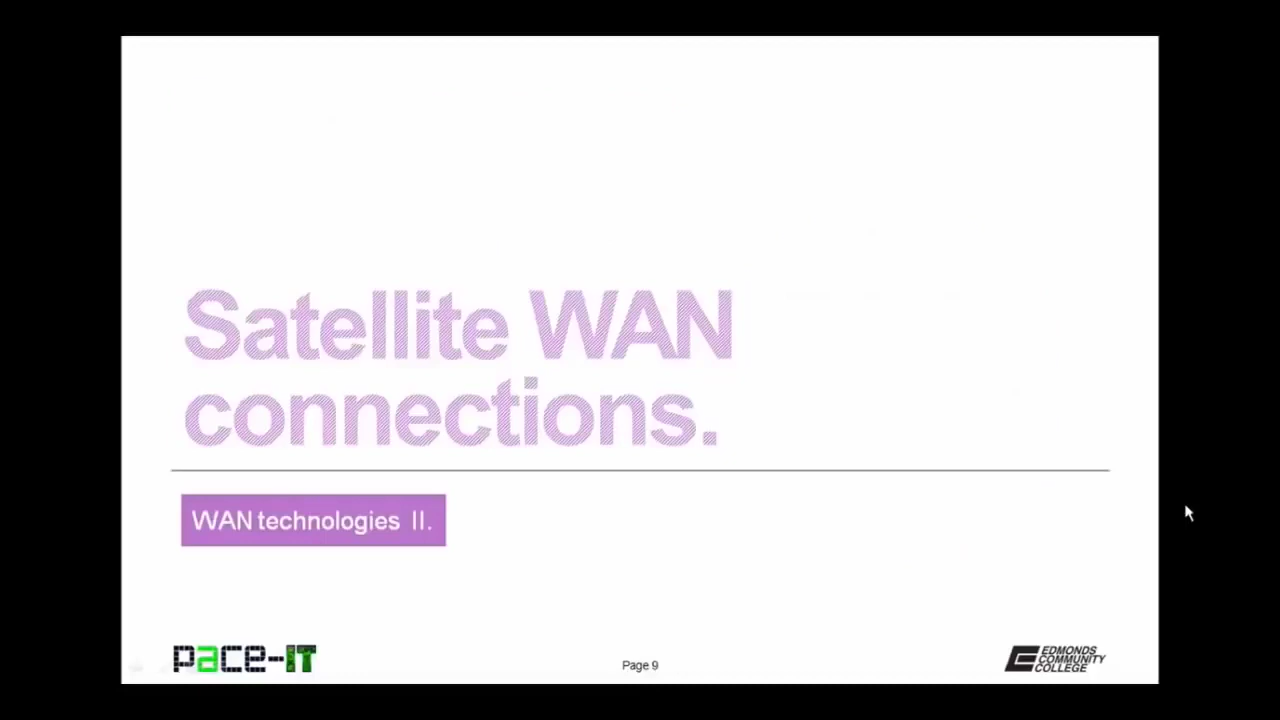 Satellite WAN
connections.
WAN technologies II.
pace-IT
Page 9
EDMONDS
COMMUNITY
COLLEGE